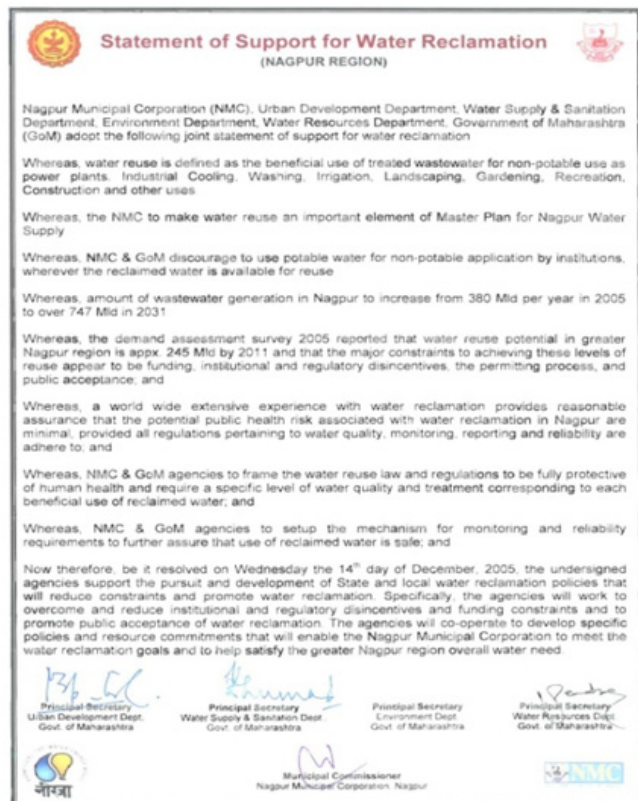 Statement of Support for Water Reclamation
(NAGPUR REGION)
Nagpur Municipal Corporation (NMC), Urban Development Department, Water Supply & Sanitation
Department, Environment Department, Water Resources Department, Government of Maharashtra
(GoM) adopt the following joint statement of support for water reclamation
Whereas, water reuse is defined as the beneficial use of treated wastewater for non-potable use as
power plants, Industrial Cooling, Washing, Irrigation, Landscaping, Gardening, Recreation,
Construction and other uses
Whereas, the NMC to make water reuse an important element of Master Plan for Nagpur Water
Supply
Whereas, NMC & GoM discourage to use potable water for non-potable application by institutions,
wherever the reclaimed water is available for reuse
Whereas, amount of wastewater generation in Nagpur to increase from 380 Mld per year in 2005
to over 747 Mld in 2031
Whereas, the demand assessment survey 2005 reported that water reuse potential in greater
Nagpur region is appx. 245 Mld by 2011 and that the major constraints to achieving these levels of
reuse appear to be funding, institutional and regulatory disincentives, the permitting process, and
public acceptance; and
Whereas, a world wide extensive experience with water reclamation provides reasonable
assurance that the potential public health risk associated with water reclamation in Nagpur are
minimal, provided all regulations pertaining to water quality, monitoring, reporting and reliability are
adhere to; and
Whereas, NMC & GoM agencies to frame the water reuse law and regulations to be fully protective
of human health and require a specific level of water quality and treatment corresponding to each
beneficial use of reclaimed water; and
Whereas, NMC & GoM agencies to setup the mechanism for monitoring and reliability
requirements to further assure that use of reclaimed water is safe; and
Now therefore, be it resolved on Wednesday the 14th day of December, 2005, the undersigned
agencies support the pursuit and development of State and local water reclamation policies that
will reduce constraints and promote water reclamation. Specifically, the agencies will work to
overcome and reduce institutional and regulatory disincentives and funding constraints and to
promote public acceptance of water reclamation. The agencies will co-operate to develop specific
policies and resource commitments that will enable the Nagpur Municipal Corporation to meet the
water reclamation goals and to help satisfy the greater Nagpur region overall water need.
Principal Secretary Principal Secretary Principal Secretary Principal Secretary
Urban Development Dept. Water Supply & Sanitation Dept. Environment Dept. Water Resources Dept.
Govt. of Maharashtra Govt. of Maharashtra Govt. of Maharashtra Govt. of Maharashtra
Municipal Commissioner
Nagpur Municipal Corporation, Nagpur
नीरजा
NMC